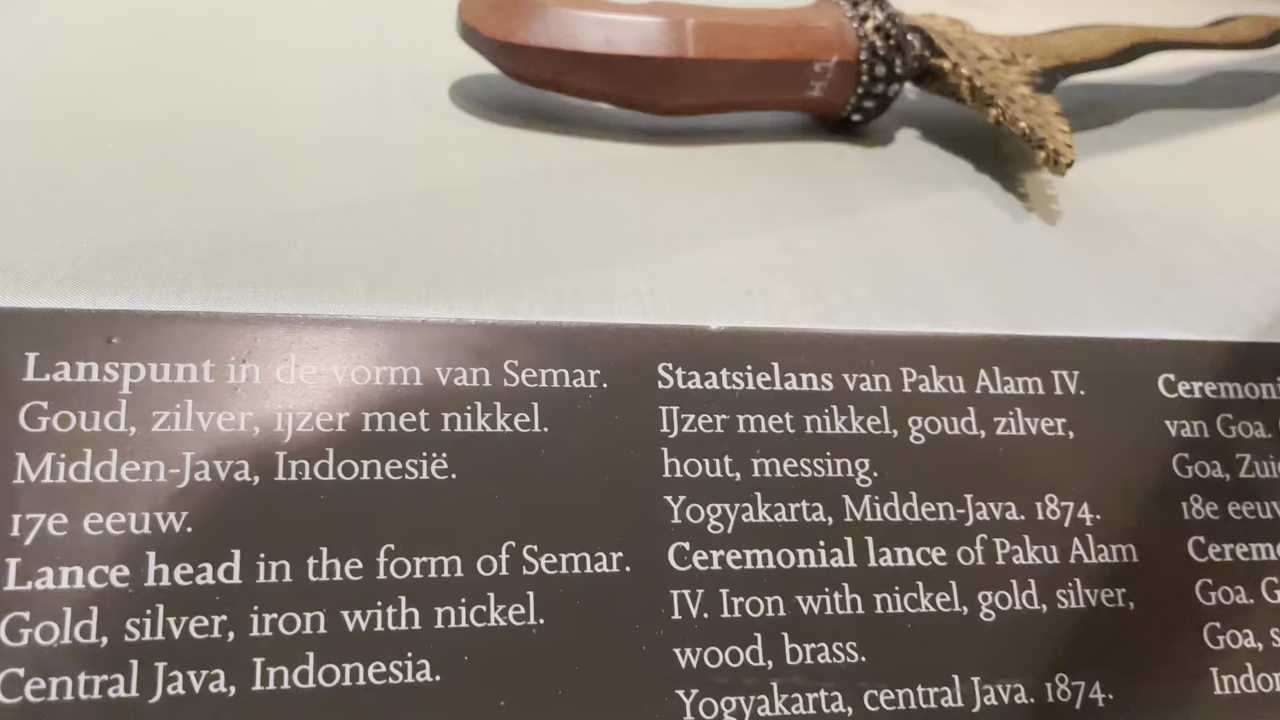 Lanspunt in de vorm van Semar.
Goud, zilver, ijzer met nikkel.
Midden-Java, Indonesië.
17e eeuw.
Lance head in the form of Semar.
Gold, silver, iron with nickel.
Central Java, Indonesia.
Staatsielans van Paku Alam IV.
IJzer met nikkel, goud, zilver,
hout, messing.
Yogyakarta, Midden-Java. 1874.
Ceremonial lance of Paku Alam
IV. Iron with nickel, gold, silver,
wood, brass.
Yogyakarta, central Java. 1874.
van Goa.
Goa,
18e
Goa.
Goa,